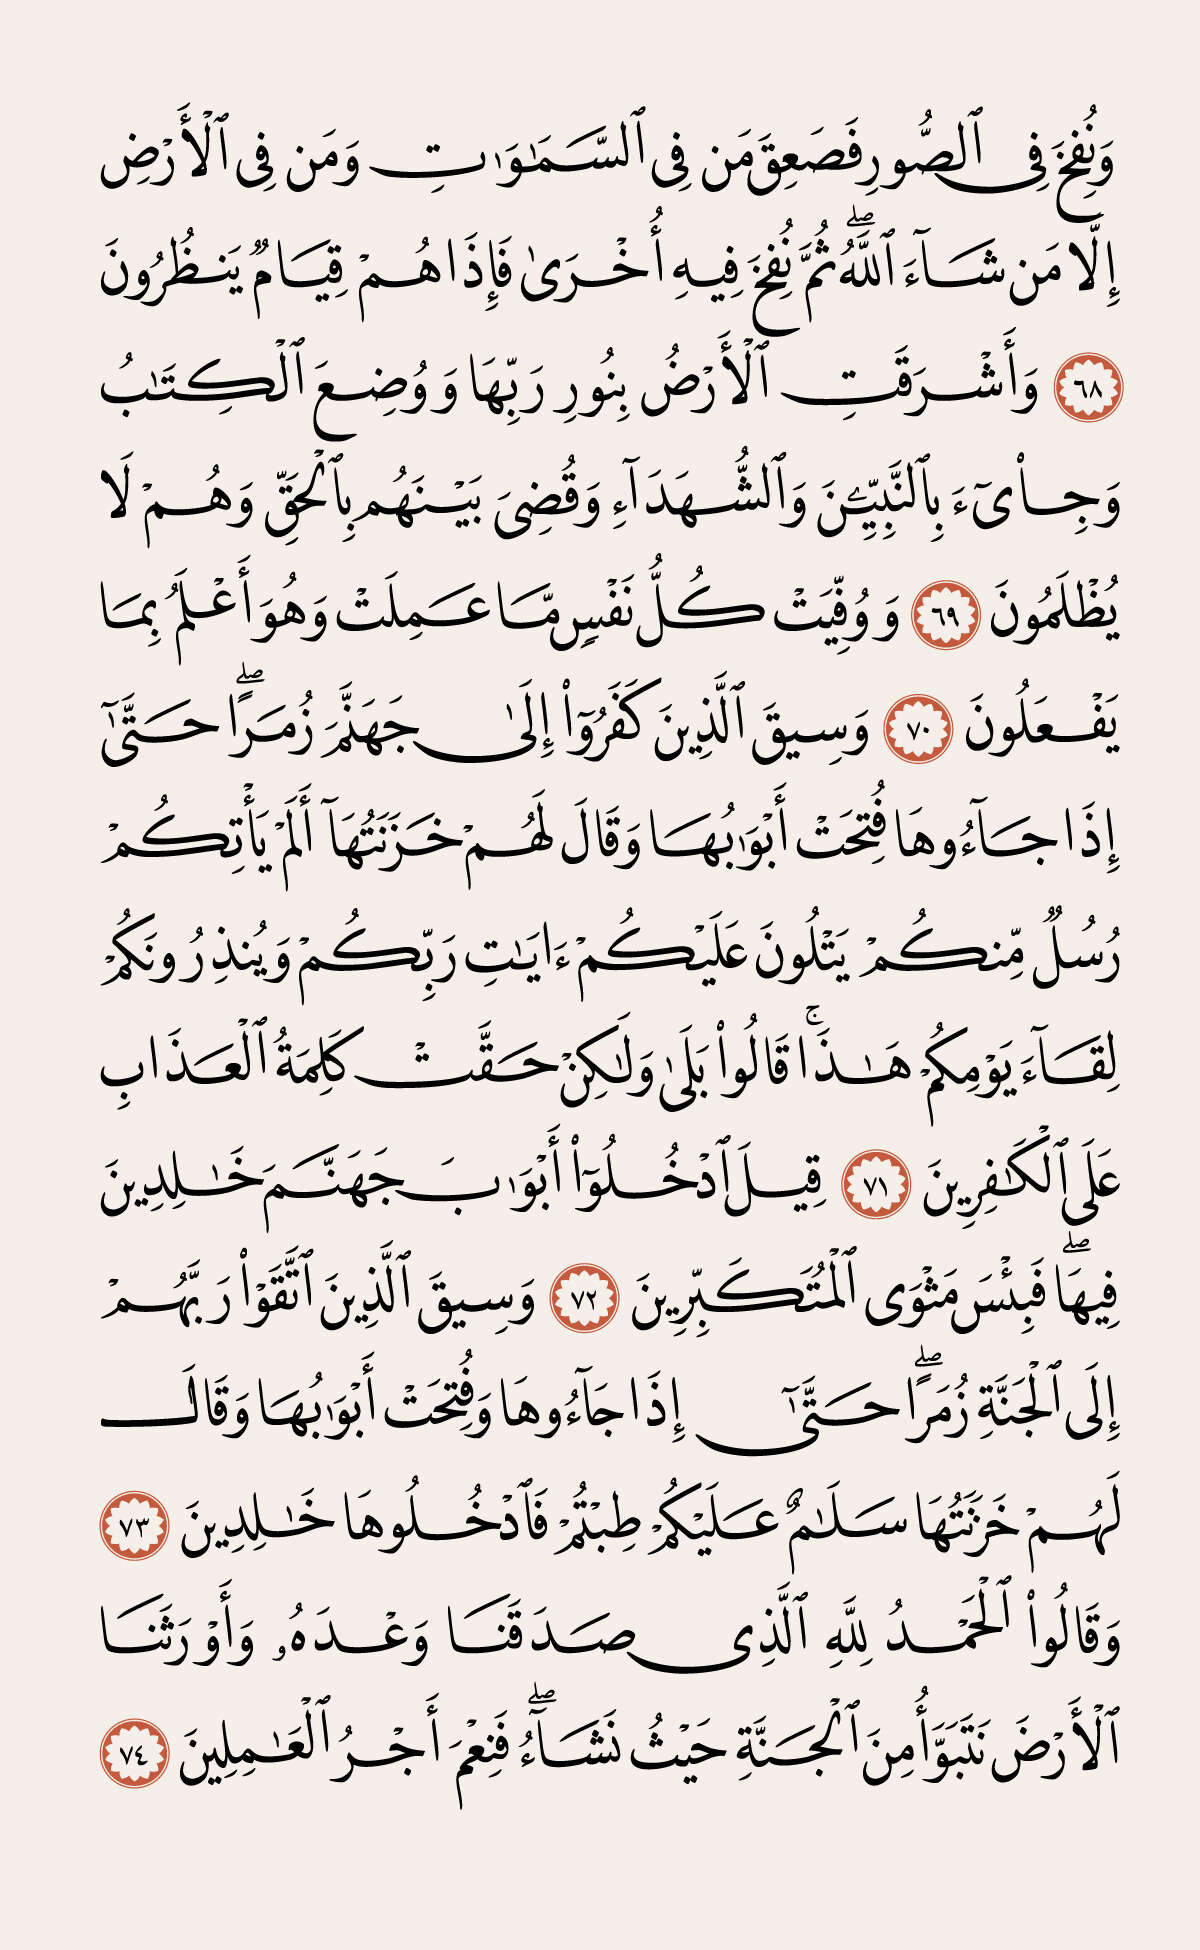 وَنُفِخَ فِى ٱلصُّورِ فَصَعِقَ مَن فِى ٱلسَّمَـٰوَٰتِ وَمَن فِى ٱلْأَرْضِ
إِلَّا مَن شَآءَ ٱللَّهُ ۖ ثُمَّ نُفِخَ فِيهِ أُخْرَىٰ فَإِذَا هُمْ قِيَامٌ يَنظُرُونَ
٦٨ وَأَشْرَقَتِ ٱلْأَرْضُ بِنُورِ رَبِّهَا وَوُضِعَ ٱلْكِتَـٰبُ
وَجِا۟ىٓءَ بِٱلنَّبِيِّـۧنَ وَٱلشُّهَدَآءِ وَقُضِىَ بَيْنَهُم بِٱلْحَقِّ وَهُمْ لَا
يُظْلَمُونَ ٦٩ وَوُفِّيَتْ كُلُّ نَفْسٍ مَّا عَمِلَتْ وَهُوَ أَعْلَمُ بِمَا
يَفْعَلُونَ ٧٠ وَسِيقَ ٱلَّذِينَ كَفَرُوٓا۟ إِلَىٰ جَهَنَّمَ زُمَرًا ۖ حَتَّىٰٓ
إِذَا جَآءُوهَا فُتِحَتْ أَبْوَٰبُهَا وَقَالَ لَهُمْ خَزَنَتُهَآ أَلَمْ يَأْتِكُمْ
رُسُلٌ مِّنكُمْ يَتْلُونَ عَلَيْكُمْ ءَايَـٰتِ رَبِّكُمْ وَيُنذِرُونَكُمْ
لِقَآءَ يَوْمِكُمْ هَـٰذَا ۚ قَالُوا۟ بَلَىٰ وَلَـٰكِنْ حَقَّتْ كَلِمَةُ ٱلْعَذَابِ
عَلَى ٱلْكَـٰفِرِينَ ٧١ قِيلَ ٱدْخُلُوٓا۟ أَبْوَٰبَ جَهَنَّمَ خَـٰلِدِينَ
فِيهَا ۖ فَبِئْسَ مَثْوَى ٱلْمُتَكَبِّرِينَ ٧٢ وَسِيقَ ٱلَّذِينَ ٱتَّقَوْا۟ رَبَّهُمْ
إِلَى ٱلْجَنَّةِ زُمَرًا ۖ حَتَّىٰٓ إِذَا جَآءُوهَا وَفُتِحَتْ أَبْوَٰبُهَا وَقَالَ
لَهُمْ خَزَنَتُهَا سَلَـٰمٌ عَلَيْكُمْ طِبْتُمْ فَٱدْخُلُوهَا خَـٰلِدِينَ ٧٣
وَقَالُوا۟ ٱلْحَمْدُ لِلَّهِ ٱلَّذِى صَدَقَنَا وَعْدَهُۥ وَأَوْرَثَنَا
ٱلْأَرْضَ نَتَبَوَّأُ مِنَ ٱلْجَنَّةِ حَيْثُ نَشَآءُ ۖ فَنِعْمَ أَجْرُ ٱلْعَـٰمِلِينَ ٧٤